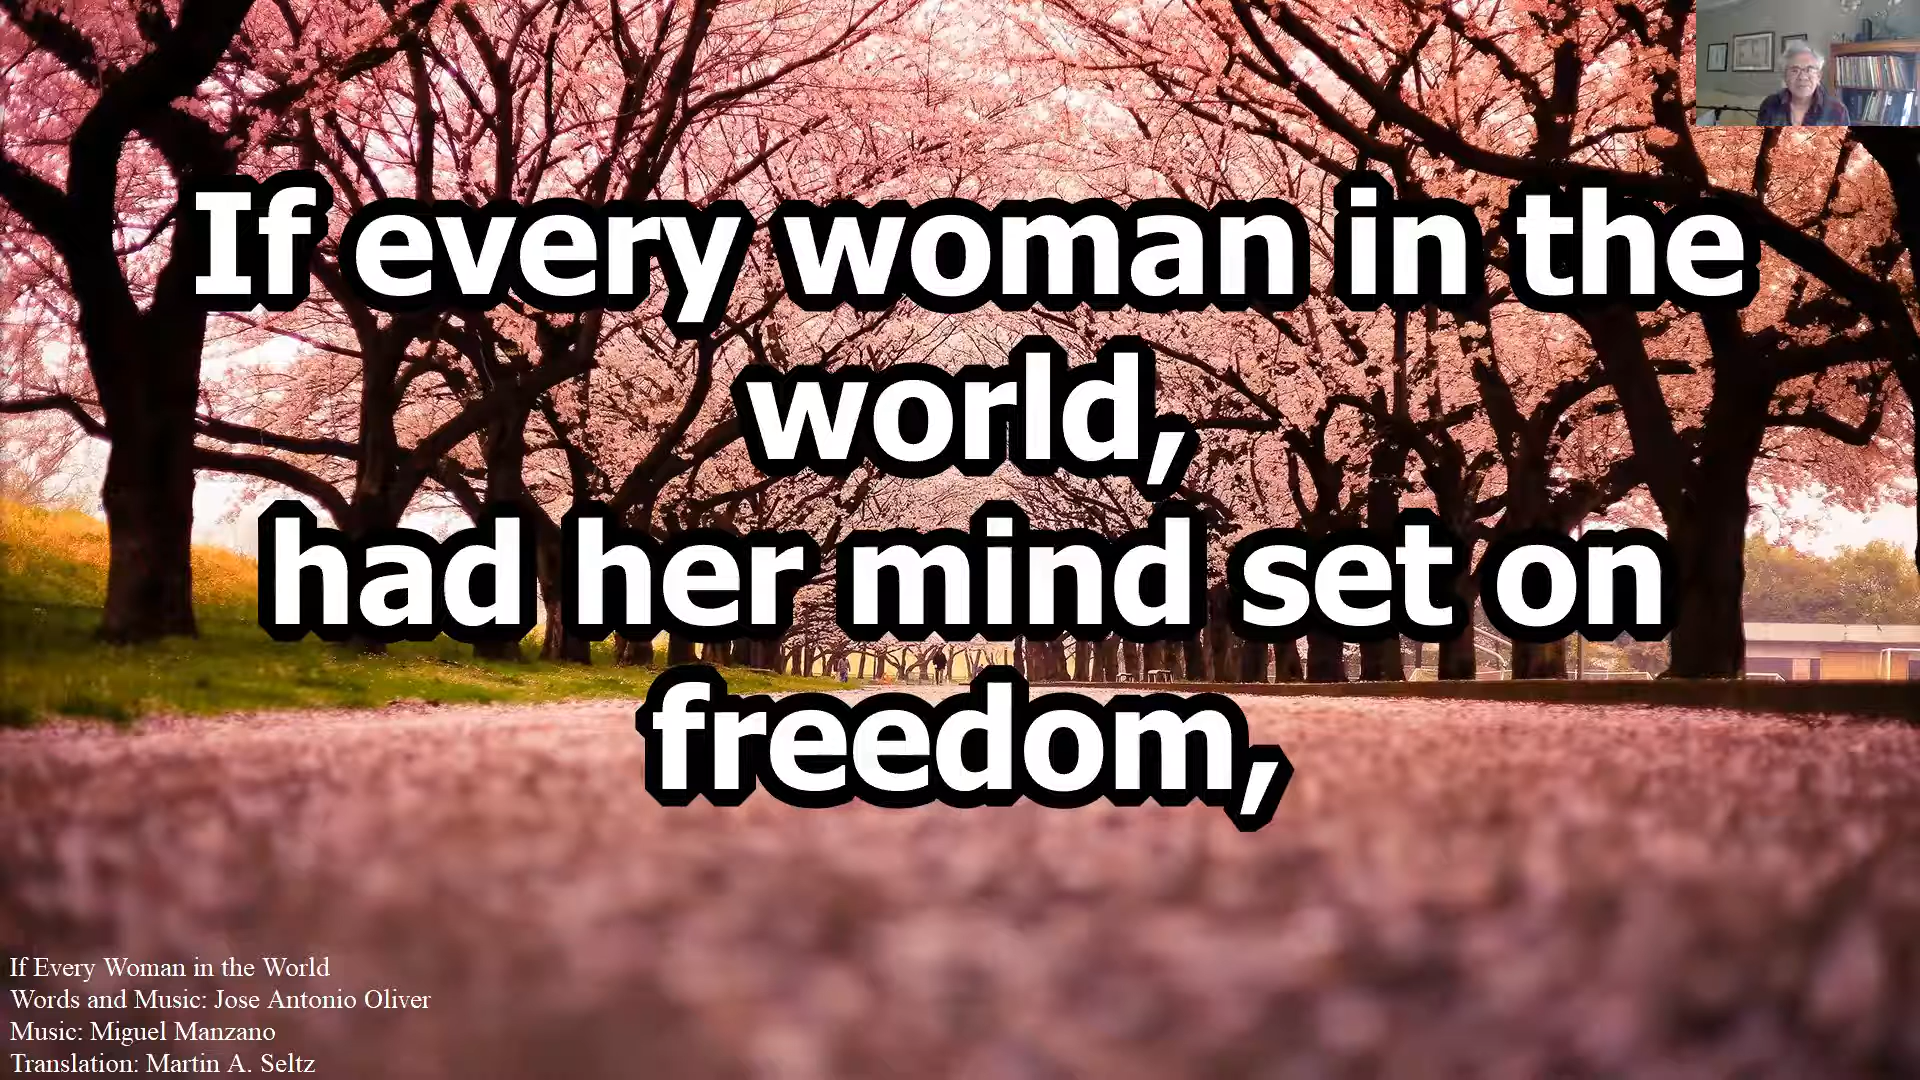 If every woman in the
world,
had her mind set on
freedom,
If Every Woman in the World
Words and Music: Jose Antonio Oliver
Music: Miguel Manzano
Translation: Martin A. Seltz